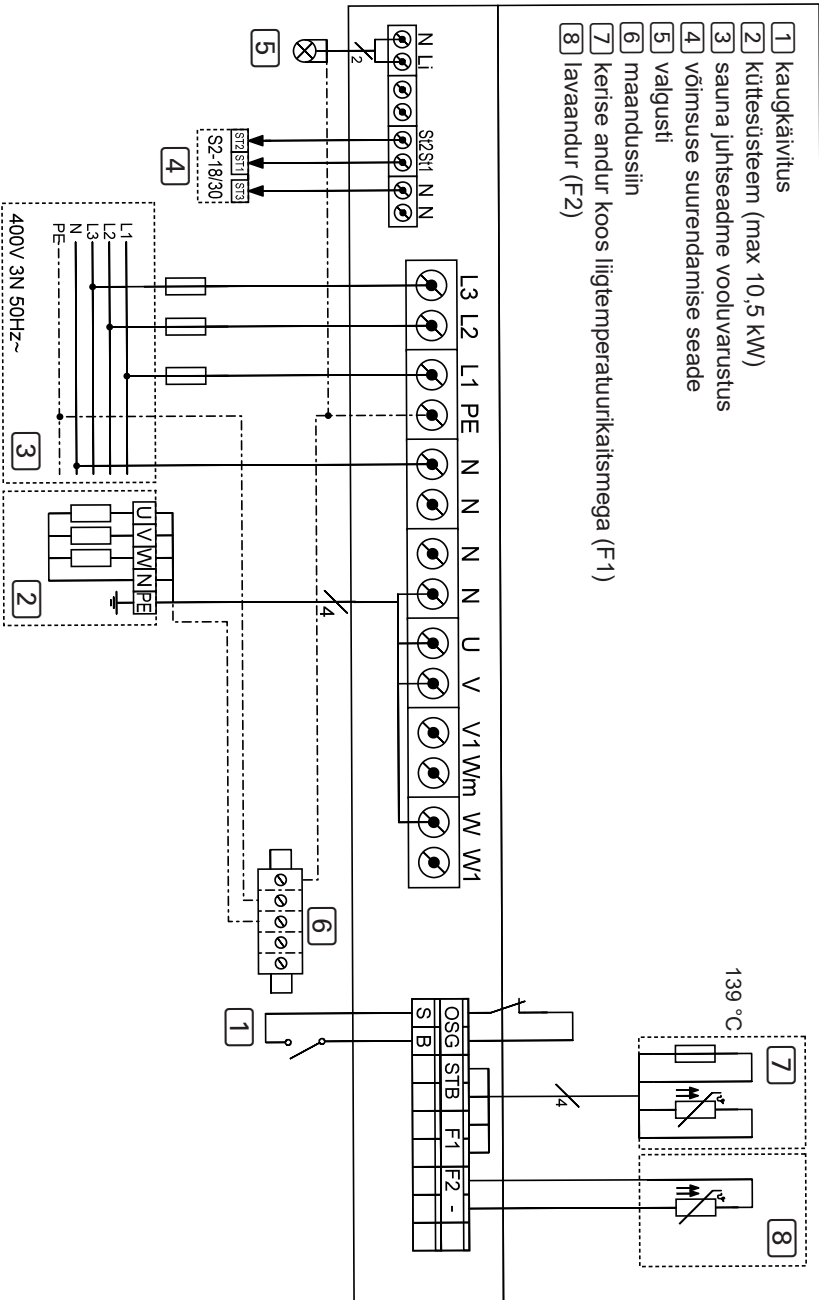 1 kaugkäivitus
2 küttesüsteem (max 10,5 kW)
3 sauna juhtseadme vooluvarustus
4 võimsuse suurendamise seade
5 valgusti
6 maandussiin
7 kerise andur koos liigtemperatuurikaitsmega (F1)
8 lavaandur (F2)
139 °C
7
8
N Li
St2 St1 N N
L3 L2 L1 PE N N N N U V V1 Wm W W1
OSG STB F1 F2 -
S B
2
4
4
5
ST2 ST1 ST3
S2-18/30
4
6
1
L1
L2
L3
N
PE
400V 3N 50Hz~
3
U V W N PE
2